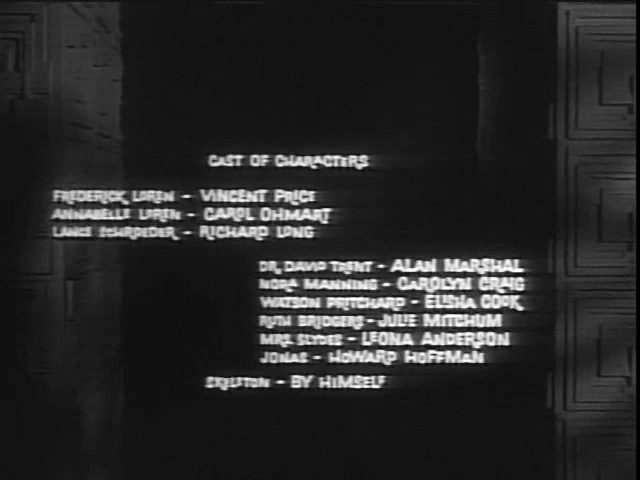 CAST OF CHARACTERS
FREDERICK LOREN - VINCENT PRICE
ANNABELLE LOREN - CAROL OHMART
LANCE SCHROEDER - RICHARD LONG
DR. DAVID TRENT - ALAN MARSHAL
NORA MANNING - CAROLYN CRAIG
WATSON PRITCHARD - ELISHA COOK
RUTH BRIDGERS - JULIE MITCHUM
MRS. SLYDES - LEONA ANDERSON
JONAS - HOWARD HOFFMAN
SKELETON - BY HIMSELF